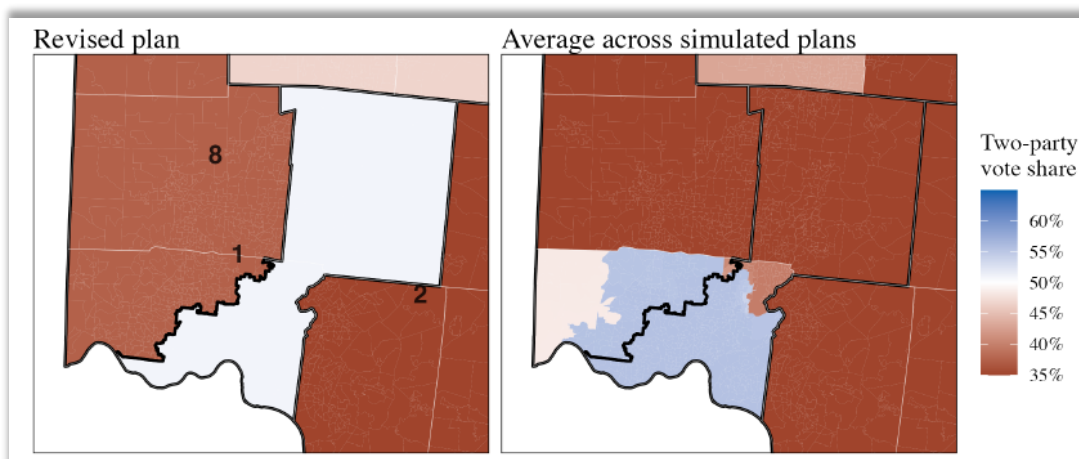 Revised plan
Average across simulated plans
8
1
2
Two-party
vote share
60%
55%
50%
45%
40%
35%